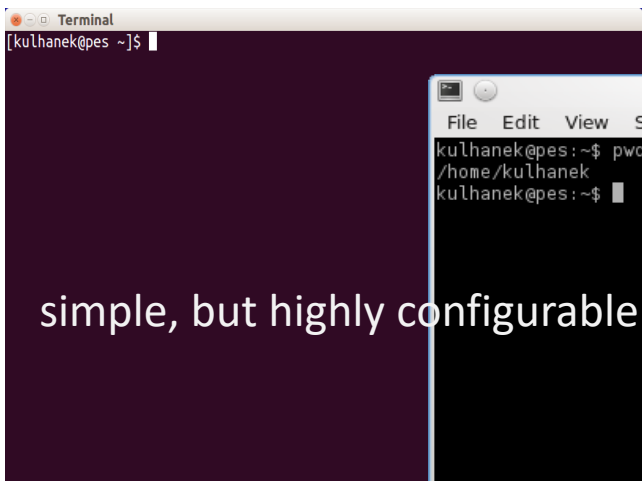 Terminal
[kulhanek@pes ~]$
File Edit View
kulhanek@pes:~$ pwd
/home/kulhanek
kulhanek@pes:~$
simple, but highly configurable